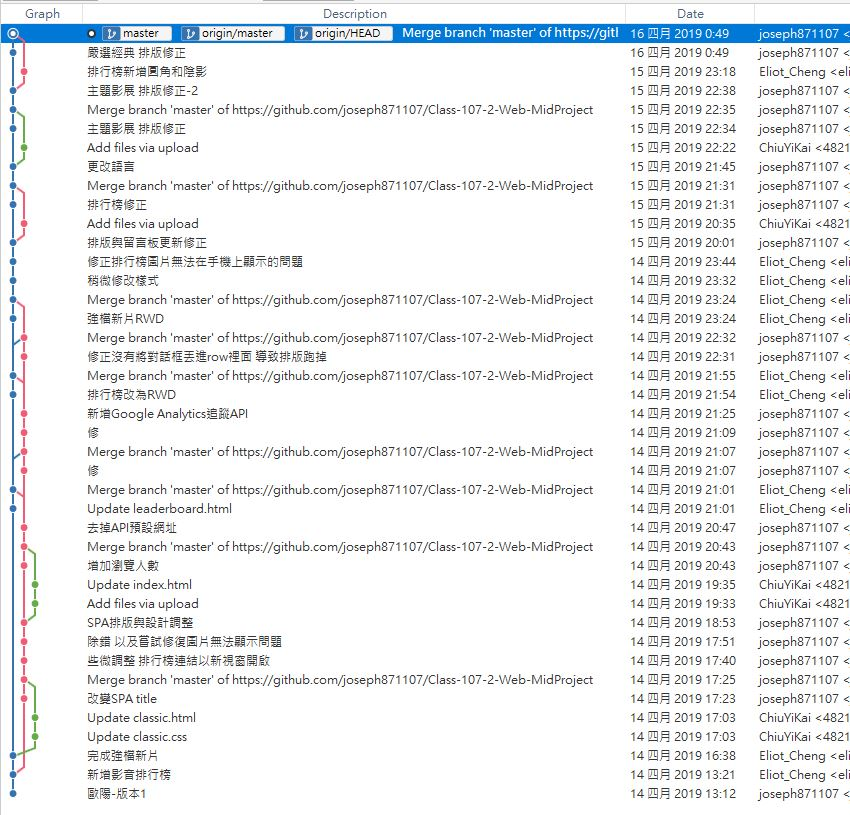 Graph Description Date
master origin/master origin/HEAD Merge branch 'master' of https://gitl 16 四月 2019 0:49 joseph871107 <
嚴選經典 排版修正 16 四月 2019 0:49 joseph871107 <
排行榜新增圓角和陰影 15 四月 2019 23:18 Eliot_Cheng <eli
主題影展 排版修正-2 15 四月 2019 22:38 joseph871107 <
Merge branch 'master' of https://github.com/joseph871107/Class-107-2-Web-MidProject 15 四月 2019 22:35 joseph871107 <
主題影展 排版修正 15 四月 2019 22:34 joseph871107 <
Add files via upload 15 四月 2019 22:22 ChiuYiKai <4821
更改語言 15 四月 2019 21:45 joseph871107 <
Merge branch 'master' of https://github.com/joseph871107/Class-107-2-Web-MidProject 15 四月 2019 21:31 joseph871107 <
排行榜修正 15 四月 2019 21:31 joseph871107 <
Add files via upload 15 四月 2019 20:35 ChiuYiKai <4821
排版與留言板更新修正 15 四月 2019 20:01 joseph871107 <
修正排行榜圖片無法在手機上顯示的問題 14 四月 2019 23:44 Eliot_Cheng <eli
稍微修改樣式 14 四月 2019 23:32 Eliot_Cheng <eli
Merge branch 'master' of https://github.com/joseph871107/Class-107-2-Web-MidProject 14 四月 2019 23:24 Eliot_Cheng <eli
強檔新片RWD 14 四月 2019 23:24 Eliot_Cheng <eli
Merge branch 'master' of https://github.com/joseph871107/Class-107-2-Web-MidProject 14 四月 2019 22:32 joseph871107 <
修正沒有將對話框丟進row裡面 導致排版跑掉 14 四月 2019 22:31 joseph871107 <
Merge branch 'master' of https://github.com/joseph871107/Class-107-2-Web-MidProject 14 四月 2019 21:55 Eliot_Cheng <eli
排行榜改為RWD 14 四月 2019 21:54 Eliot_Cheng <eli
新增Google Analytics追蹤API 14 四月 2019 21:25 joseph871107 <
修 14 四月 2019 21:09 joseph871107 <
Merge branch 'master' of https://github.com/joseph871107/Class-107-2-Web-MidProject 14 四月 2019 21:07 joseph871107 <
修 14 四月 2019 21:07 joseph871107 <
Merge branch 'master' of https://github.com/joseph871107/Class-107-2-Web-MidProject 14 四月 2019 21:01 Eliot_Cheng <eli
Update leaderboard.html 14 四月 2019 21:01 Eliot_Cheng <eli
去掉API預設網址 14 四月 2019 20:47 joseph871107 <
Merge branch 'master' of https://github.com/joseph871107/Class-107-2-Web-MidProject 14 四月 2019 20:43 joseph871107 <
增加瀏覽人數 14 四月 2019 20:43 joseph871107 <
Update index.html 14 四月 2019 19:35 ChiuYiKai <4821
Add files via upload 14 四月 2019 19:33 ChiuYiKai <4821
SPA排版與設計調整 14 四月 2019 18:53 joseph871107 <
除錯 以及嘗試修復圖片無法顯示問題 14 四月 2019 17:51 joseph871107 <
些微調整 排行榜連結以新視窗開啟 14 四月 2019 17:40 joseph871107 <
Merge branch 'master' of https://github.com/joseph871107/Class-107-2-Web-MidProject 14 四月 2019 17:25 joseph871107 <
改變SPA title 14 四月 2019 17:23 joseph871107 <
Update classic.html 14 四月 2019 17:03 ChiuYiKai <4821
Update classic.css 14 四月 2019 17:03 ChiuYiKai <4821
完成強檔新片 14 四月 2019 16:38 Eliot_Cheng <eli
新增影音排行榜 14 四月 2019 13:21 Eliot_Cheng <eli
歐陽-版本1 14 四月 2019 13:12 joseph871107 <